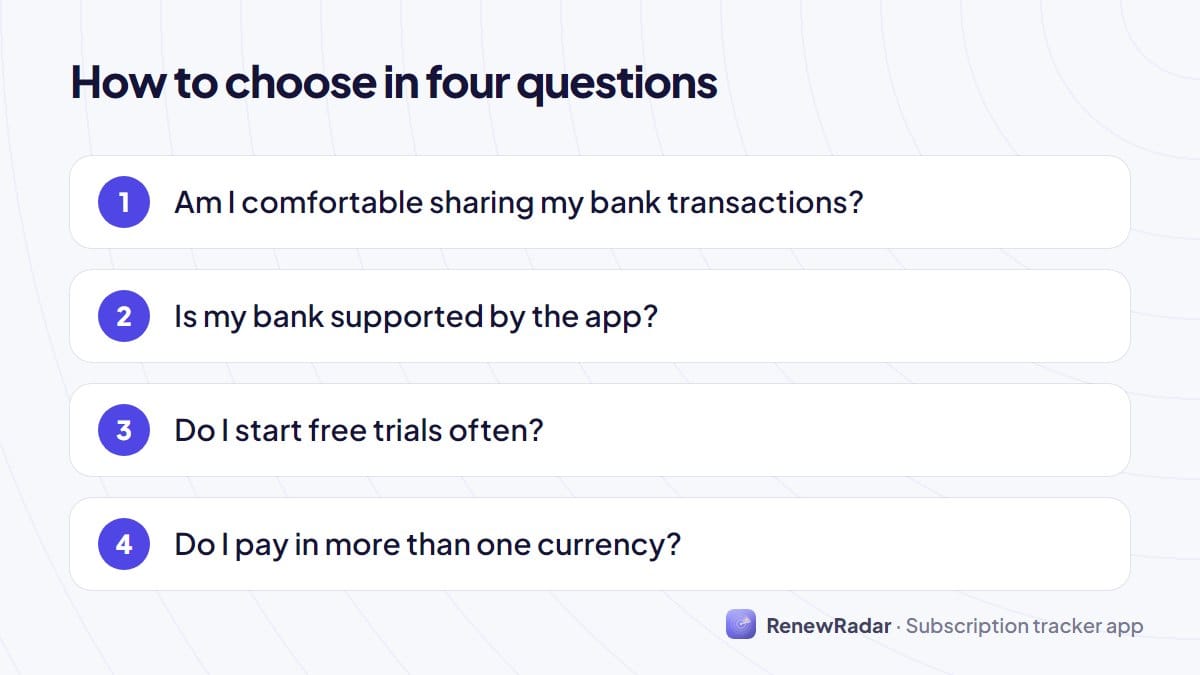 How to choose in four questions
1 Am I comfortable sharing my bank transactions?
2 Is my bank supported by the app?
3 Do I start free trials often?
4 Do I pay in more than one currency?
RenewRadar · Subscription tracker app